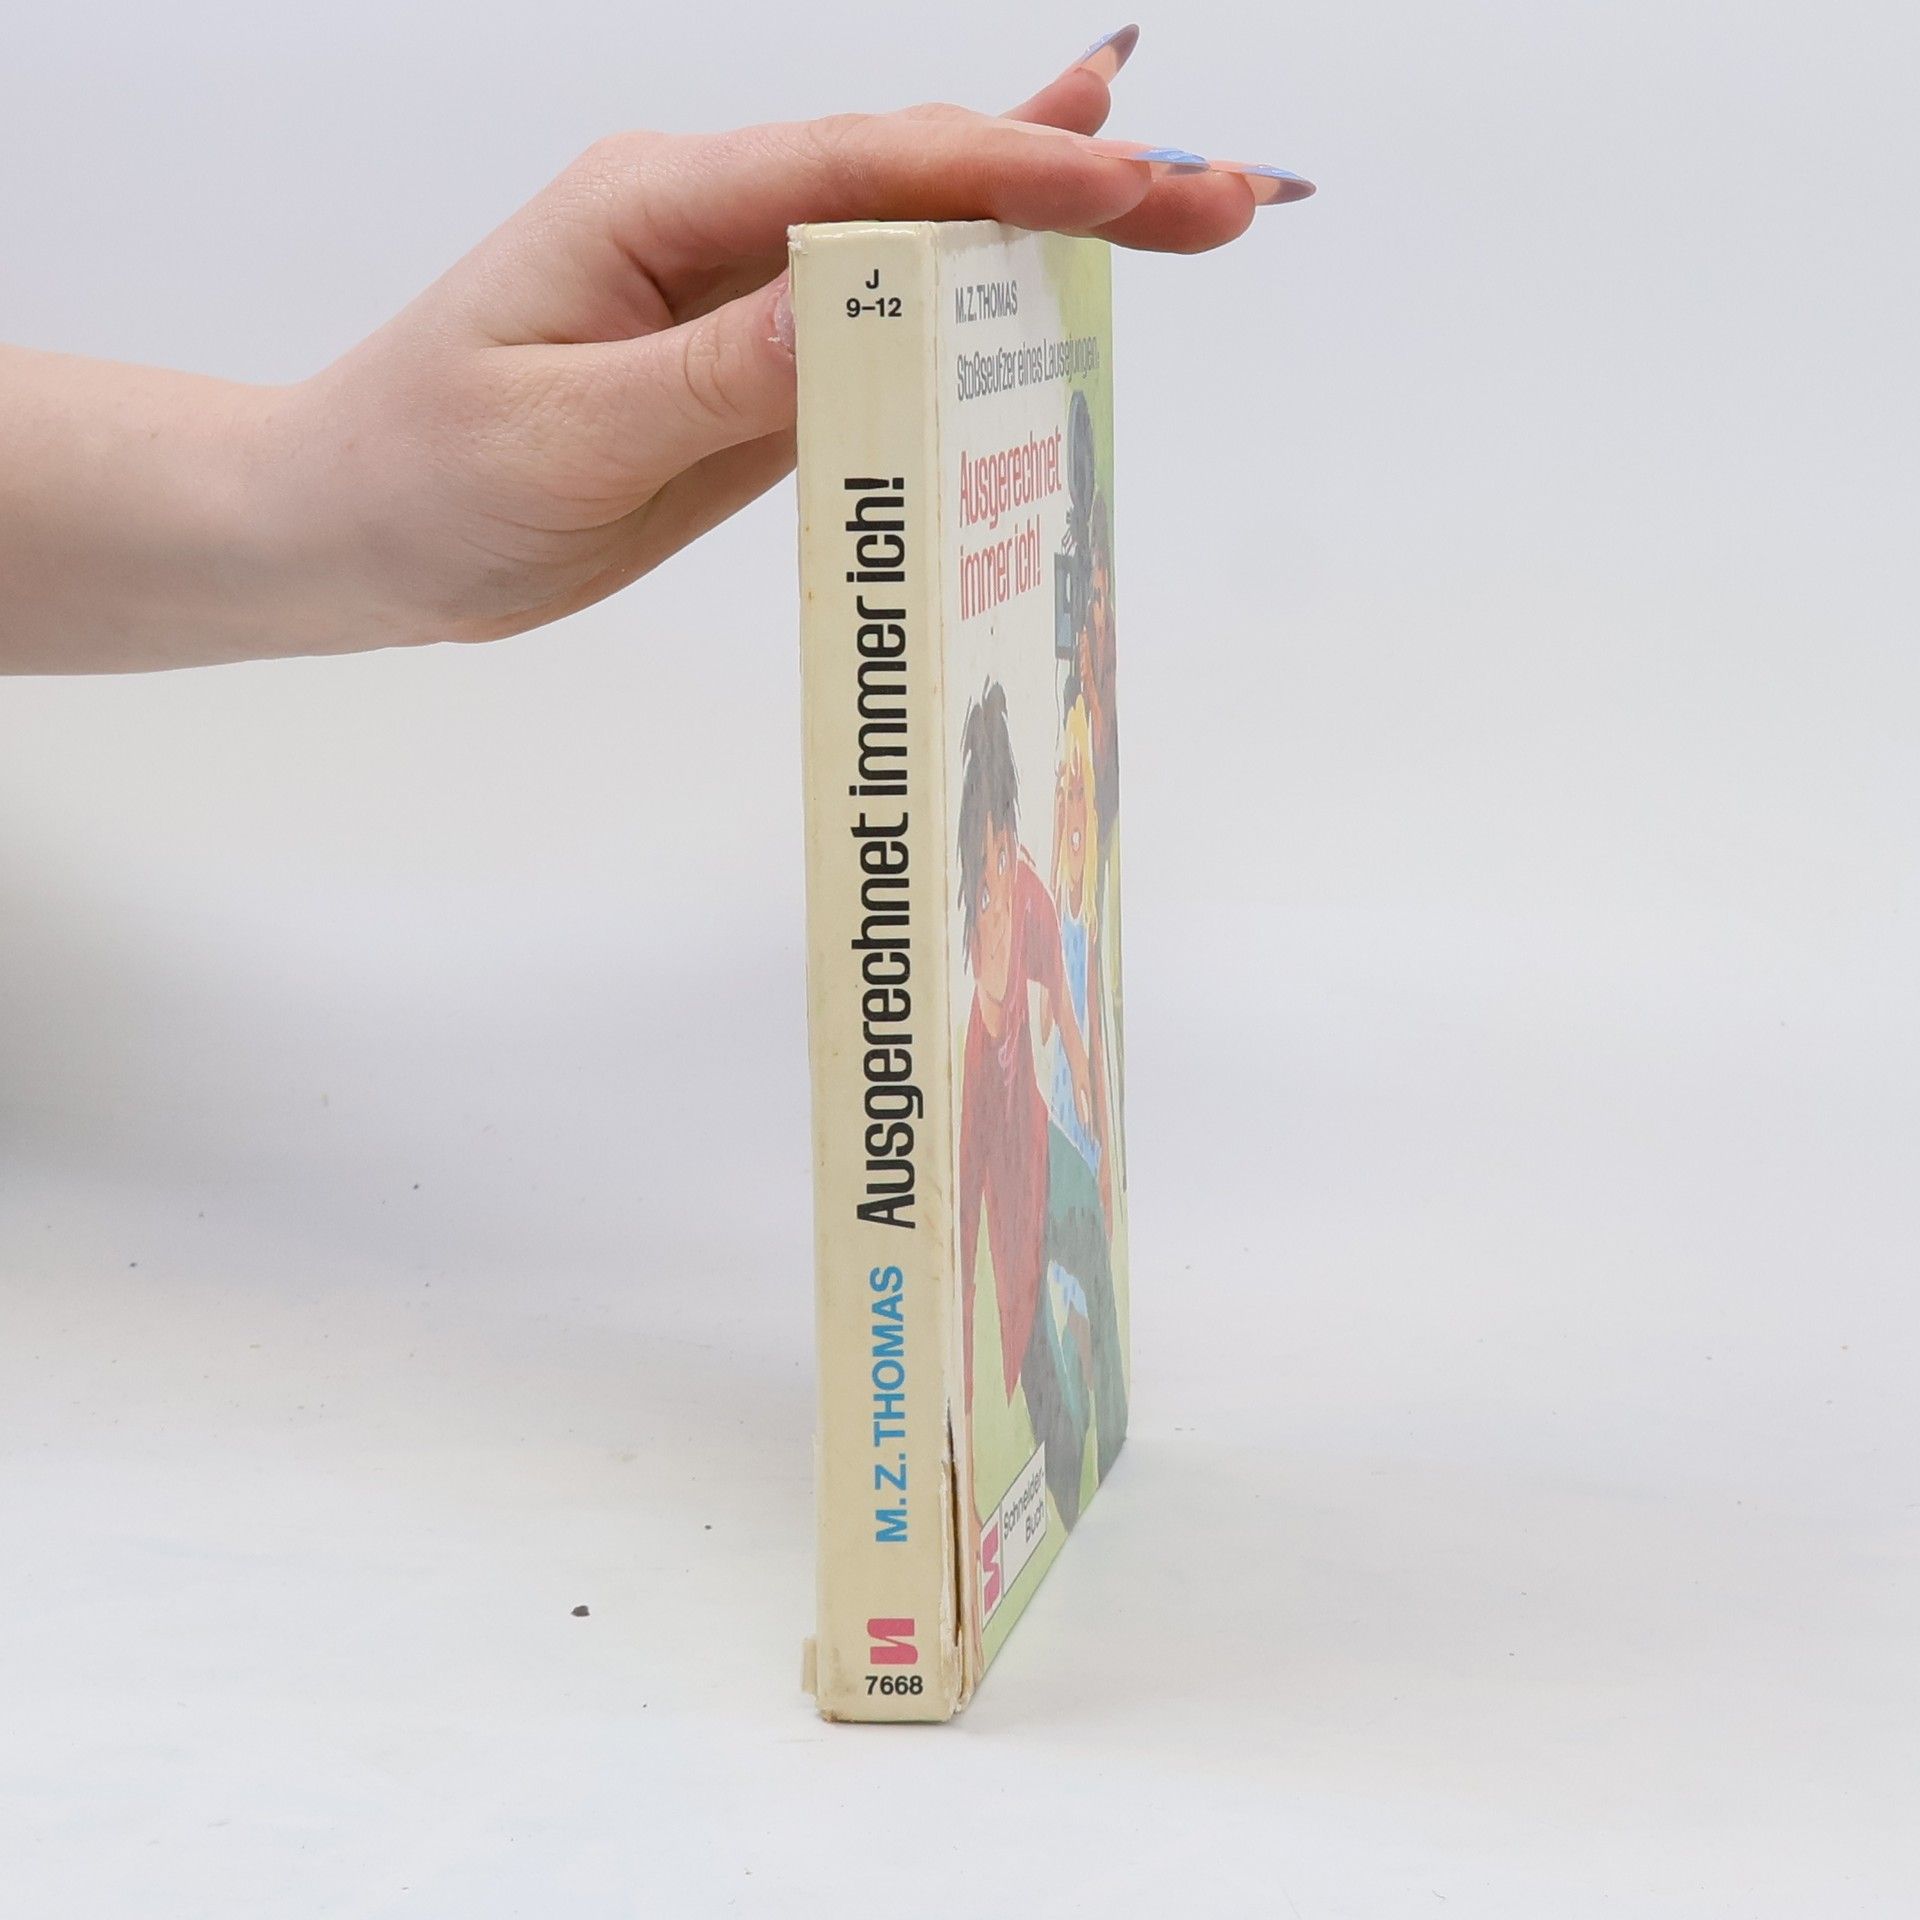 J
9–12
Ausgerechnet immer ich!
M. Z. THOMAS
7668
M.Z. THOMAS
Stoßseufzer eines Lausejungen:
Ausgerechnet
immer ich!
Schneider-
Buch